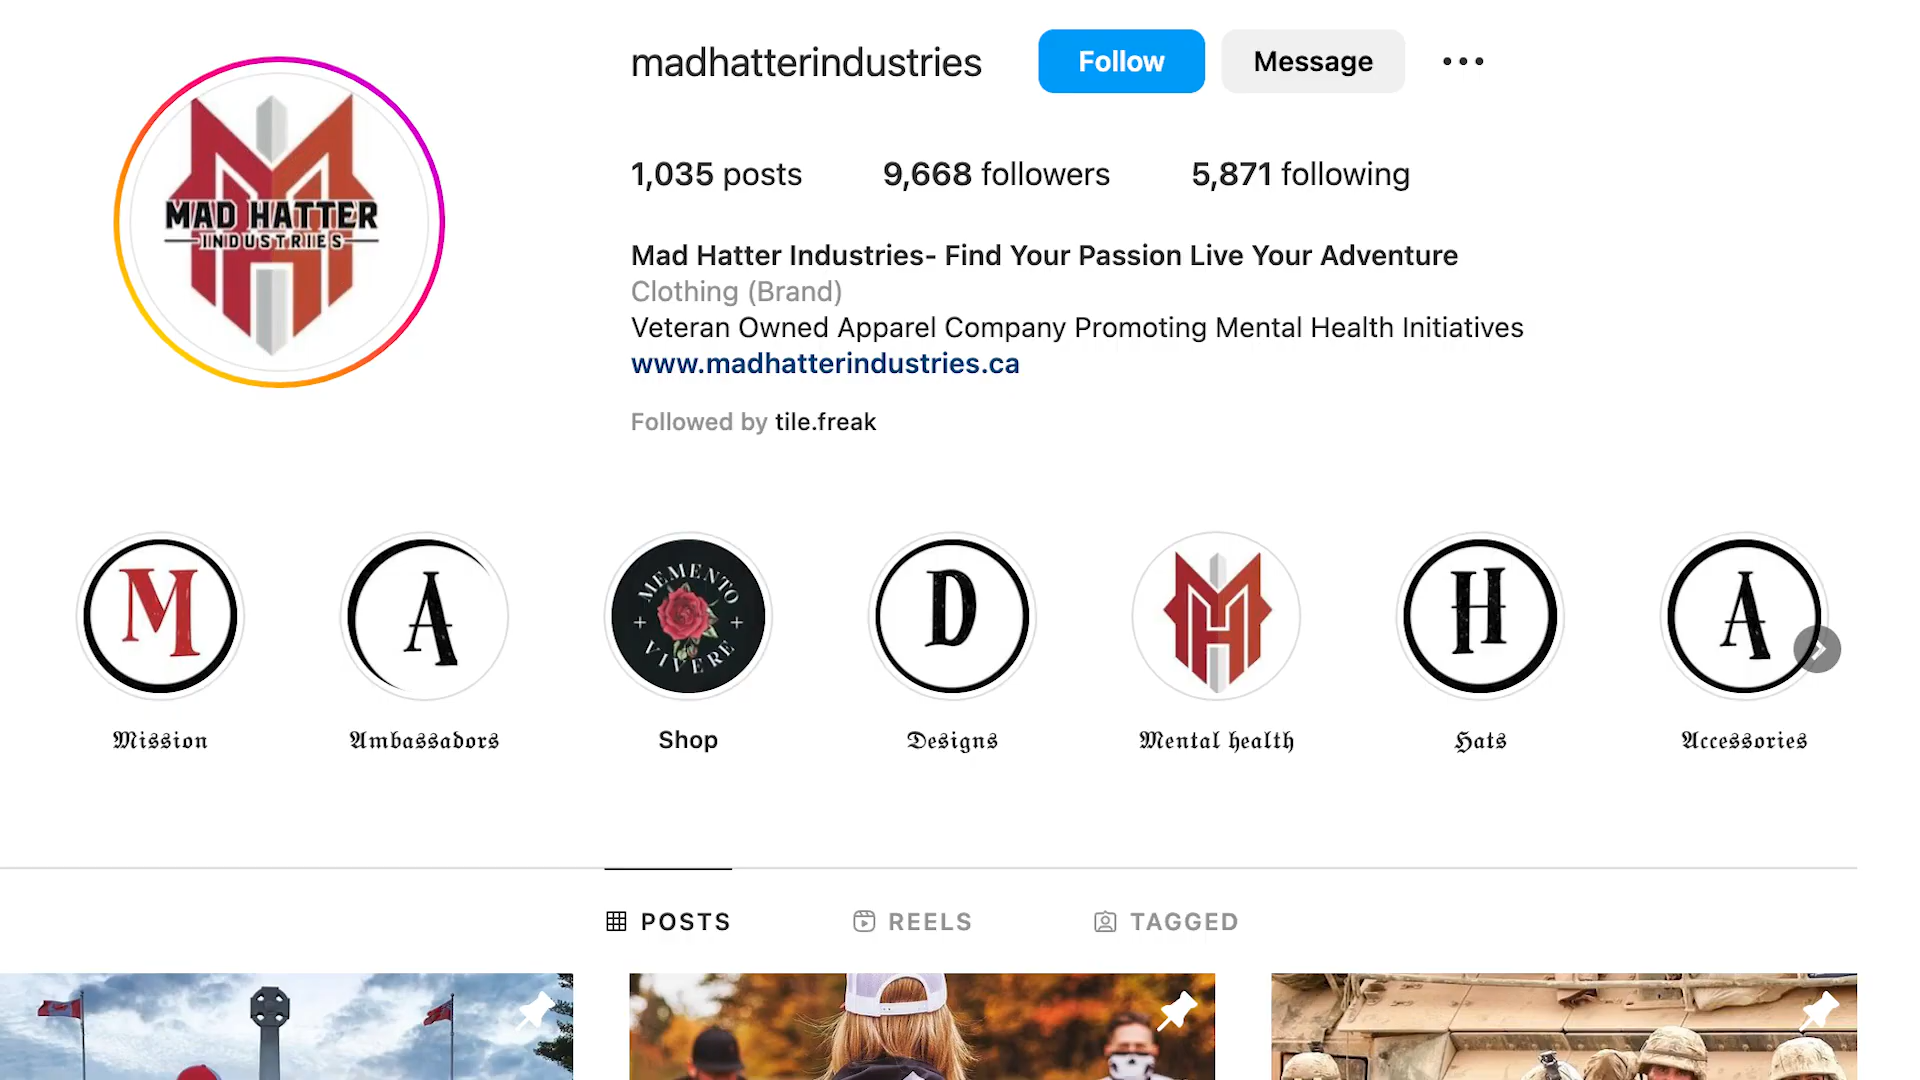 madhatterindustries
Follow
Message
1,035 posts
9,668 followers
5,871 following
MAD HATTER
INDUSTRIES
Mad Hatter Industries- Find Your Passion Live Your Adventure
Clothing (Brand)
Veteran Owned Apparel Company Promoting Mental Health Initiatives
www.madhatterindustries.ca
Followed by tile.freak
M
A
MEMENTO
VIVERE
D
H
A
𝕸𝖎𝖘𝖘𝖎𝖔𝖓
𝕬𝖒𝖇𝖆𝖘𝖘𝖆𝖉𝖔𝖗𝖘
Shop
𝕯𝖊𝖘𝖎𝖌𝖓𝖘
𝕸𝖊𝖓𝖙𝖆𝖑 𝖍𝖊𝖆𝖑𝖙𝖍
𝕳𝖆𝖙𝖘
𝕬𝖈𝖈𝖊𝖘𝖘𝖔𝖗𝖎𝖊𝖘
POSTS
REELS
TAGGED